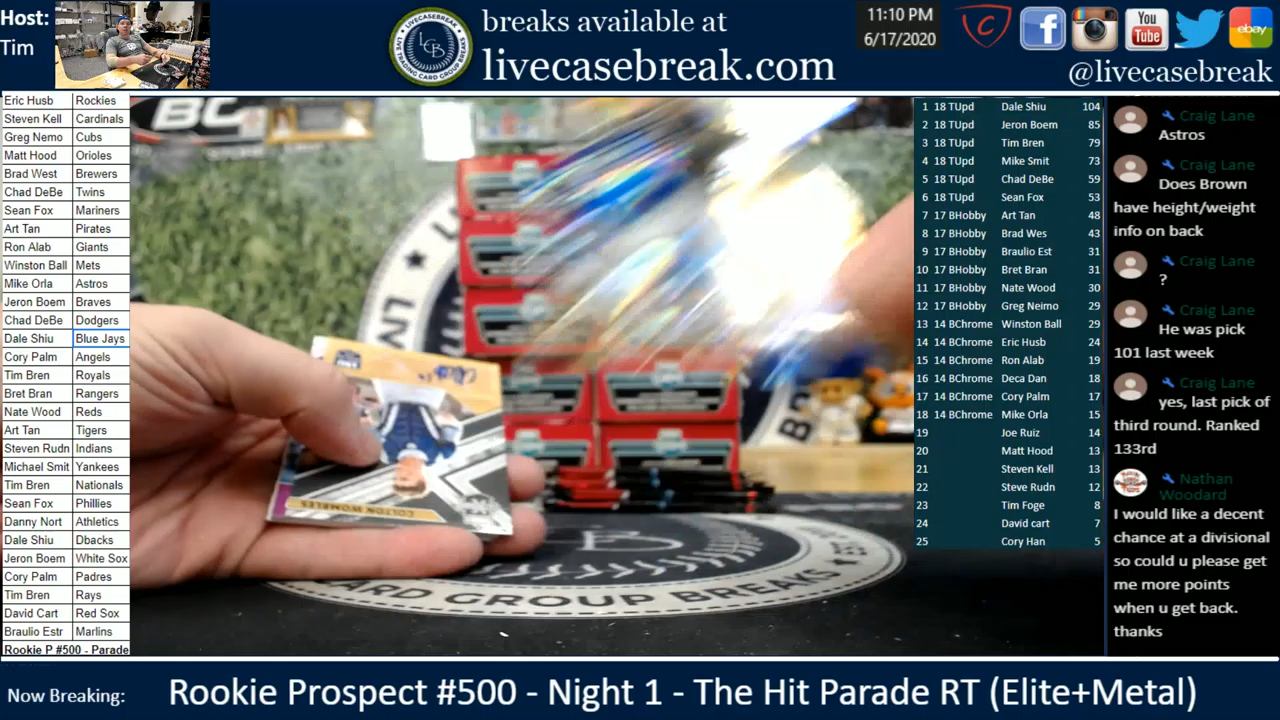 Host:
Tim
LCB
LIVE TRADING CARD GROUP BREAKS
breaks available at
livecasebreak.com
11:10 PM
6/17/2020
You
Tube
ebay
@livecasebreak
Eric Husb Rockies
Steven Kell Cardinals
Greg Nemo Cubs
Matt Hood Orioles
Brad West Brewers
Chad DeBe Twins
Sean Fox Mariners
Art Tan Pirates
Ron Alab Giants
Winston Ball Mets
Mike Orla Astros
Jeron Boem Braves
Chad DeBe Dodgers
Dale Shiu Blue Jays
Cory Palm Angels
Tim Bren Royals
Bret Bran Rangers
Nate Wood Reds
Art Tan Tigers
Steven Rudn Indians
Michael Smit Yankees
Tim Bren Nationals
Sean Fox Phillies
Danny Nort Athletics
Dale Shiu Dbacks
Jeron Boem White Sox
Cory Palm Padres
Tim Bren Rays
David Cart Red Sox
Braulio Estr Marlins
Rookie P #500 - Parade
BC
COLTON WOMBLES
CARD GROUP BREAKS
1 18 TUpd Dale Shiu 104
2 18 TUpd Jeron Boem 85
3 18 TUpd Tim Bren 79
4 18 TUpd Mike Smit 73
5 18 TUpd Chad DeBe 59
6 18 TUpd Sean Fox 53
7 17 BHobby Art Tan 48
8 17 BHobby Brad Wes 43
9 17 BHobby Braulio Est 31
10 17 BHobby Bret Bran 31
11 17 BHobby Nate Wood 30
12 17 BHobby Greg Neimo 29
13 14 BChrome Winston Ball 29
14 14 BChrome Eric Husb 24
15 14 BChrome Ron Alab 19
16 14 BChrome Deca Dan 18
17 14 BChrome Cory Palm 17
18 14 BChrome Mike Orla 15
19 Joe Ruiz 14
20 Matt Hood 13
21 Steven Kell 13
22 Steve Rudn 12
23 Tim Foge 8
24 David cart 7
25 Cory Han 5
Craig Lane
Astros
Craig Lane
Does Brown
have height/weight
info on back
Craig Lane
?
Craig Lane
He was pick
101 last week
Craig Lane
yes, last pick of
third round. Ranked
133rd
Nathan
Woodard
I would like a decent
chance at a divisional
so could u please get
me more points
when u get back.
thanks
Now Breaking:
Rookie Prospect #500 - Night 1 - The Hit Parade RT (Elite+Metal)